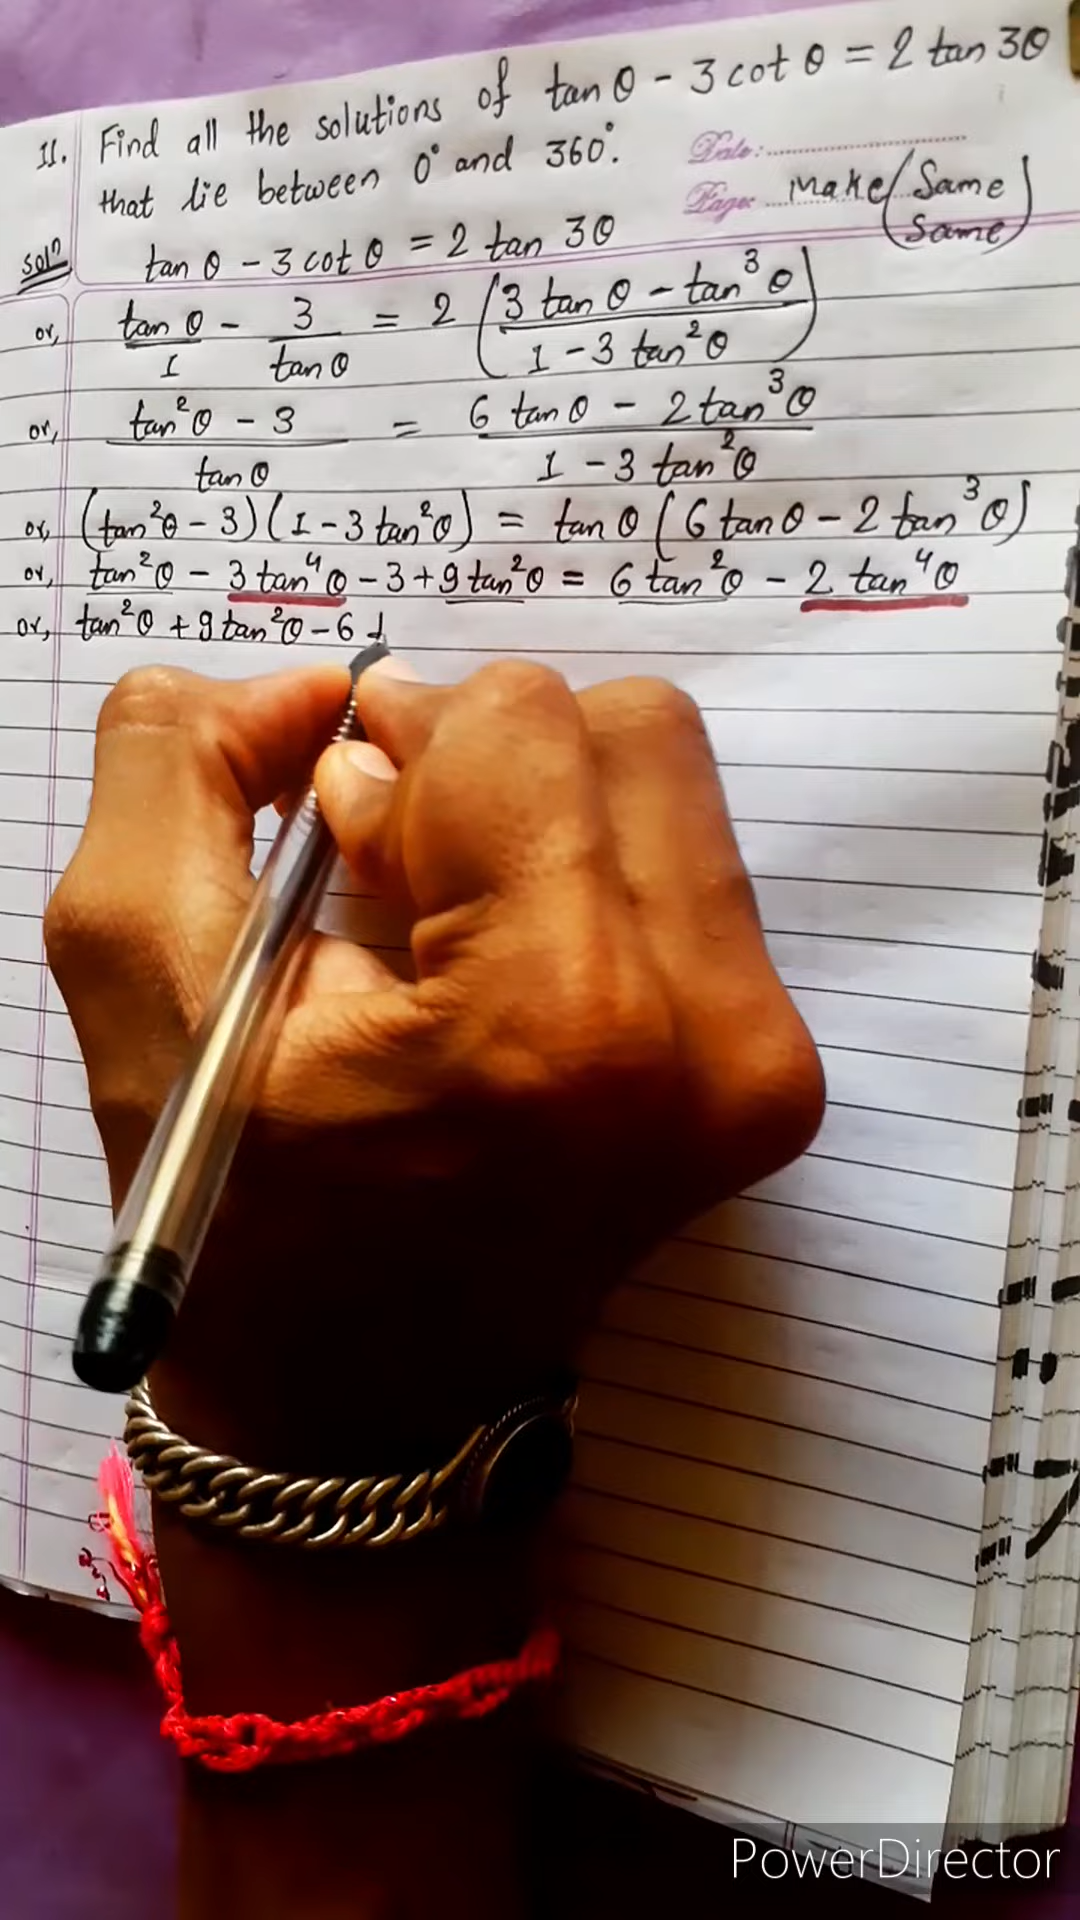 11. Find all the solutions of tan θ - 3 cot θ = 2 tan 3θ
that lie between 0° and 360°.
Date:
Page:
Make (Same
Same)
Solⁿ
tan θ - 3 cot θ = 2 tan 3θ
or, tan θ/1 - 3/tan θ = 2 (3 tan θ - tan³θ / 1 - 3 tan²θ)
or, tan²θ - 3 / tan θ = 6 tan θ - 2 tan³θ / 1 - 3 tan²θ
or, (tan²θ - 3)(1 - 3 tan²θ) = tan θ (6 tan θ - 2 tan³θ)
or, tan²θ - 3 tan⁴θ - 3 + 9 tan²θ = 6 tan²θ - 2 tan⁴θ
or, tan²θ + 9 tan²θ - 6
PowerDirector